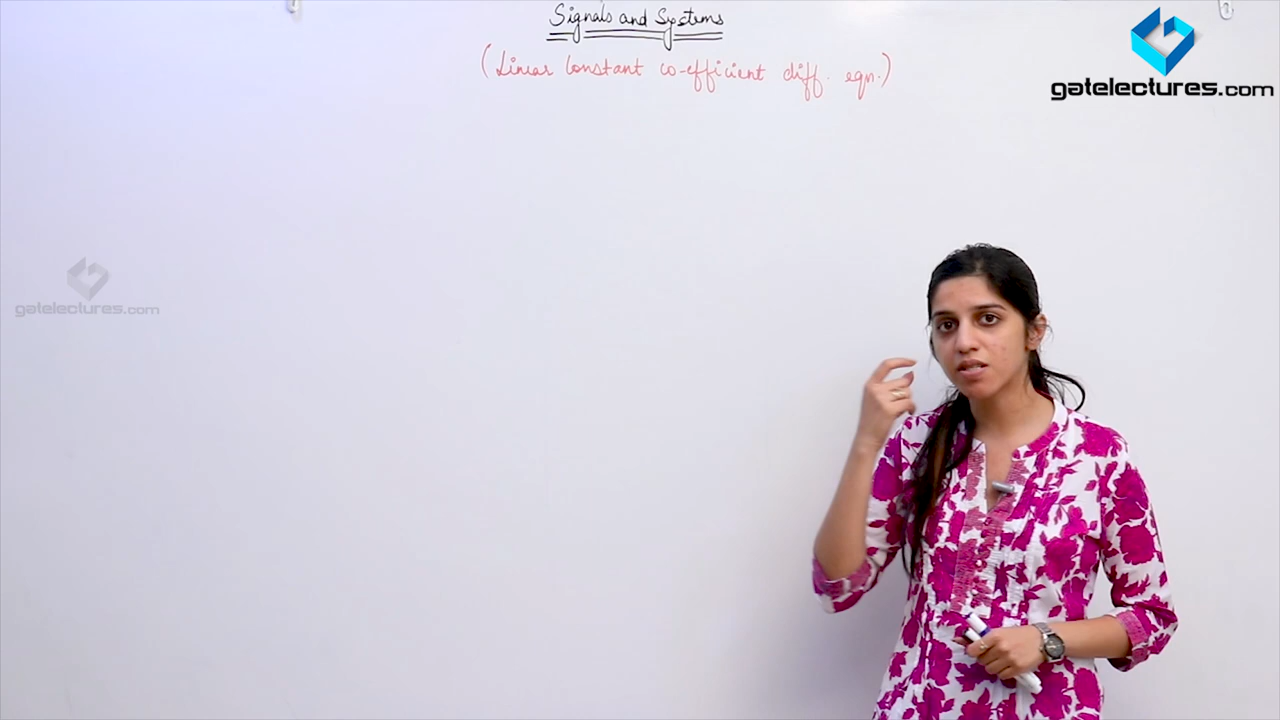 Signals and Systems
(Linear Constant co-efficient diff. eqn.)
gatelectures.com
gatelectures.com